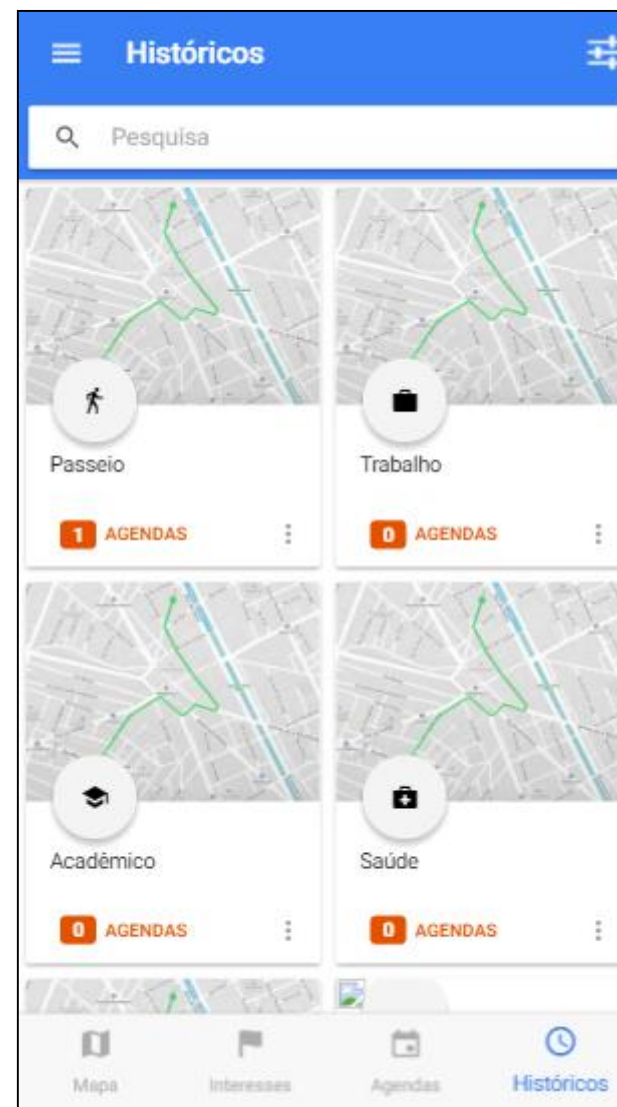 Históricos
Pesquisa
Passeio
Trabalho
1 AGENDAS
0 AGENDAS
Acadêmico
Saúde
0 AGENDAS
0 AGENDAS
Mapa
Interesses
Agendas
Históricos